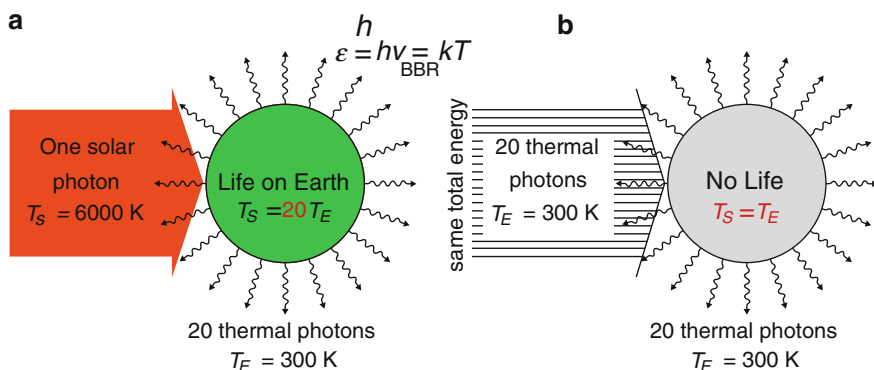 a
h
ε = hν = kT
BBR
b
One solar
photon
T_S = 6000 K
Life on Earth
T_S = 20 T_E
20 thermal photons
T_E = 300 K
same total energy
20 thermal
photons
T_E = 300 K
No Life
T_S = T_E
20 thermal photons
T_E = 300 K